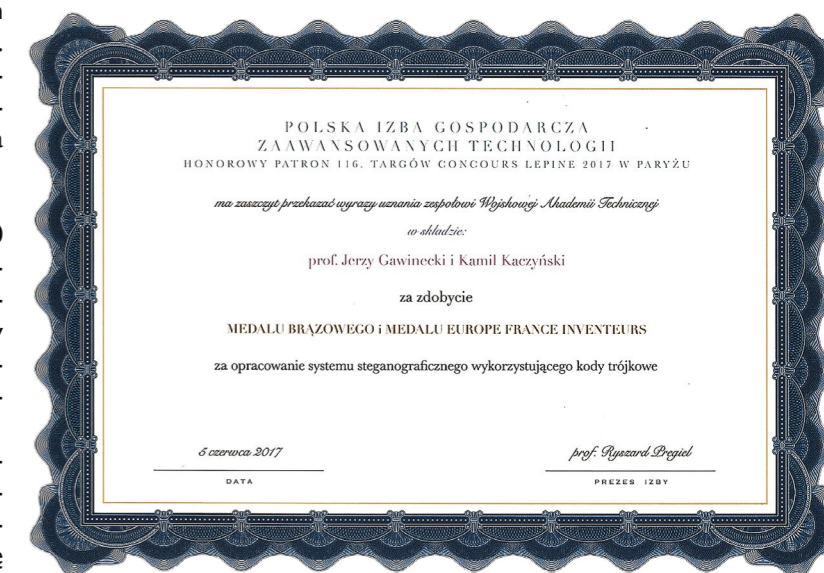 POLSKA IZBA GOSPODARCZA
ZAAWANSOWANYCH TECHNOLOGII
HONOROWY PATRON 116. TARGÓW CONCOURS LEPINE 2017 W PARYŻU
ma zaszczyt przekazać wyrazy uznania zespołowi Wojskowej Akademii Technicznej
w składzie:
prof. Jerzy Gawinecki i Kamil Kaczyński
za zdobycie
MEDALU BRĄZOWEGO i MEDALU EUROPE FRANCE INVENTEURS
za opracowanie systemu steganograficznego wykorzystującego kody trójkowe
5 czerwca 2017
DATA
prof. Ryszard Pregiel
PREZES IZBY